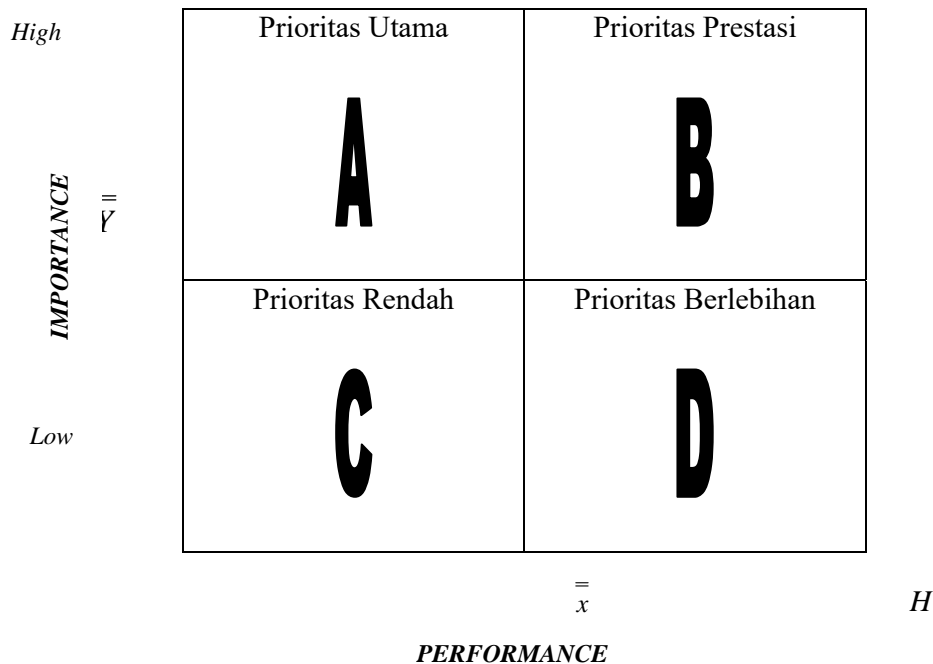 High
Prioritas Utama
Prioritas Prestasi
A
B
IMPORTANCE
Y
Prioritas Rendah
Prioritas Berlebihan
C
D
Low
x
H
PERFORMANCE